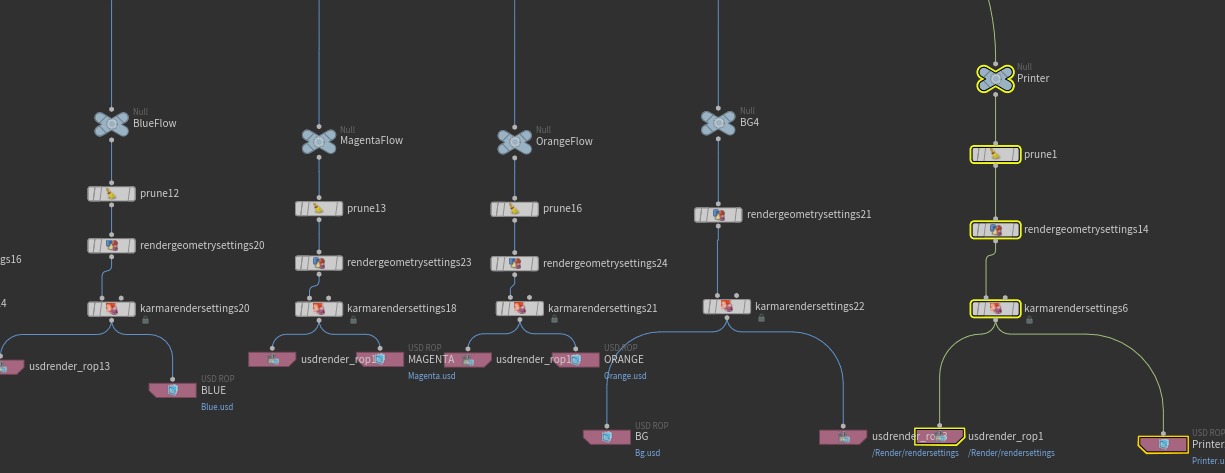 Null
BlueFlow
Null
MagentaFlow
Null
OrangeFlow
Null
BG4
Null
Printer
prune12
prune13
prune16
prune1
rendergeometrysettings21
rendergeometrysettings14
rendergeometrysettings20
gs16
rendergeometrysettings23
rendergeometrysettings24
4
karmarendersettings20
karmarendersettings18
karmarendersettings21
karmarendersettings22
karmarendersettings6
usdrender_rop13
USD ROP
BLUE
Blue.usd
USD ROP
MAGENTA
Magenta.usd
USD ROP
ORANGE
Orange.usd
USD ROP
BG
Bg.usd
/Render/rendersettings
usdrender_rop1
/Render/rendersettings
USD ROP
Printer
Printer.u